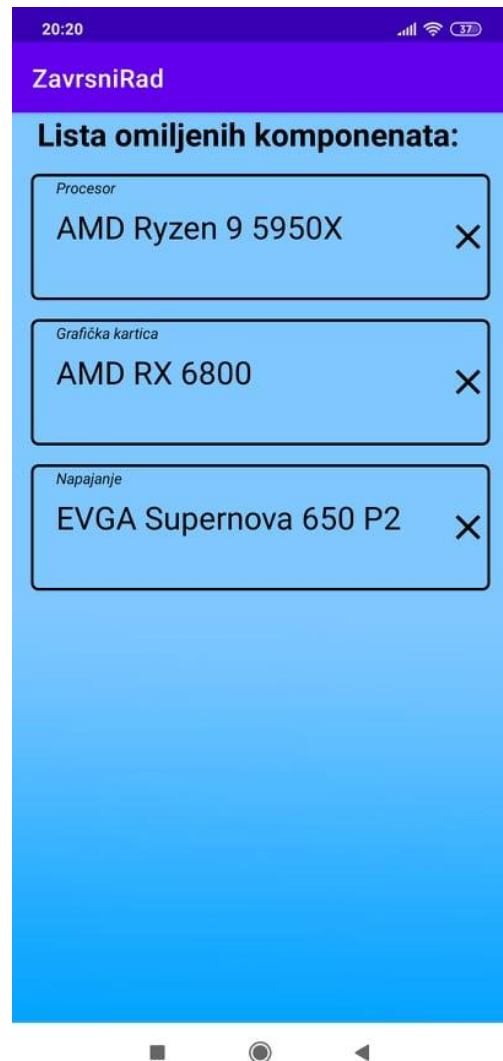 20:20
37
ZavrsniRad
Lista omiljenih komponenata:
Procesor
AMD Ryzen 9 5950X
Grafička kartica
AMD RX 6800
Napajanje
EVGA Supernova 650 P2